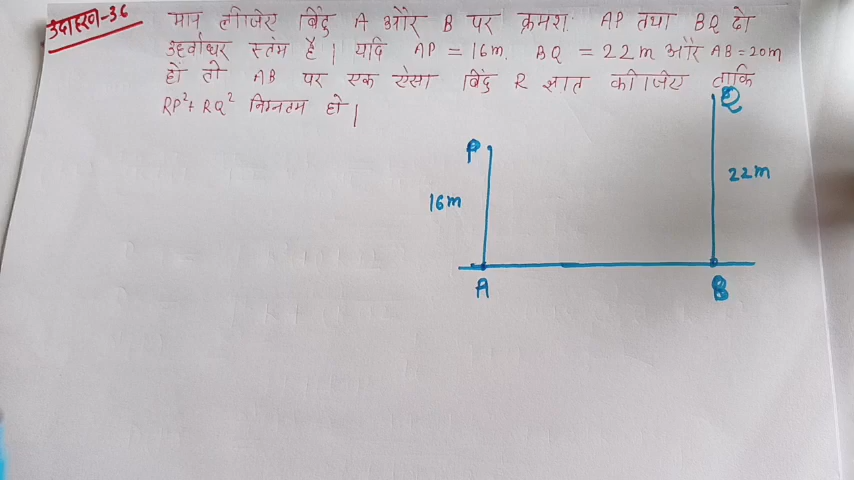 उदाहरण-36
मान लीजिए बिंदु A और B पर क्रमश: AP तथा BQ दो
उर्ध्वाधर स्तंभ है | यदि AP = 16m, BQ = 22m और AB = 20m
हों तो AB पर एक ऐसा बिंदु R ज्ञात कीजिए ताकि
RP²+ RQ² निम्नतम हो |
P
Q
16m
22m
A
B